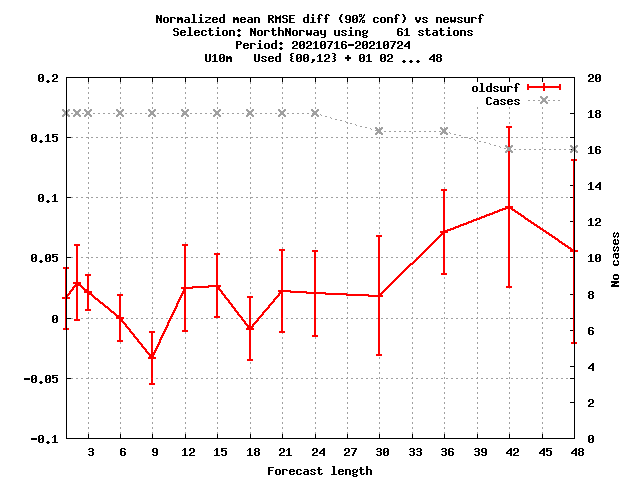 Normalized mean RMSE diff (90% conf) vs newsurf
Selection: NorthNorway using    61 stations
Period: 20210716-20210724
U10m   Used {00,12} + 01 02 ... 48
oldsurf
Cases
0.2
0.15
0.1
0.05
0
-0.05
-0.1
20
18
16
14
12
10
8
6
4
2
0
No cases
3 6 9 12 15 18 21 24 27 30 33 36 39 42 45 48
Forecast length